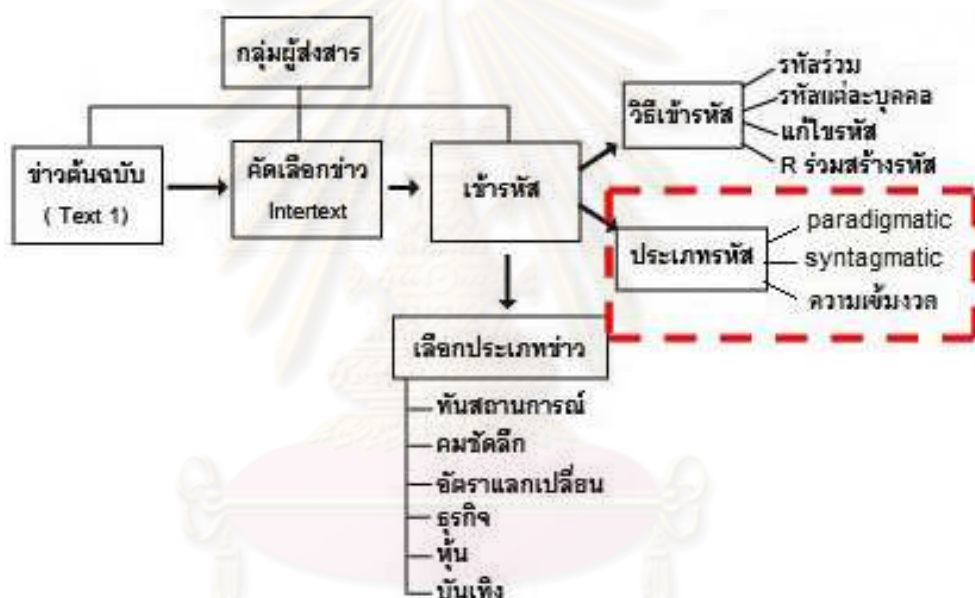 กลุ่มผู้ส่งสาร
ข่าวต้นฉบับ
( Text 1)
คัดเลือกข่าว
Intertext
เข้ารหัส
วิธีเข้ารหัส
รหัสร่วม
รหัสแต่ละบุคคล
แก้ไขรหัส
R ร่วมสร้างรหัส
ประเภทรหัส
paradigmatic
syntagmatic
ความเข้มงวด
เลือกประเภทข่าว
ทันสถานการณ์
คมชัดลึก
อัตราแลกเปลี่ยน
ธุรกิจ
หุ้น
บันเทิง